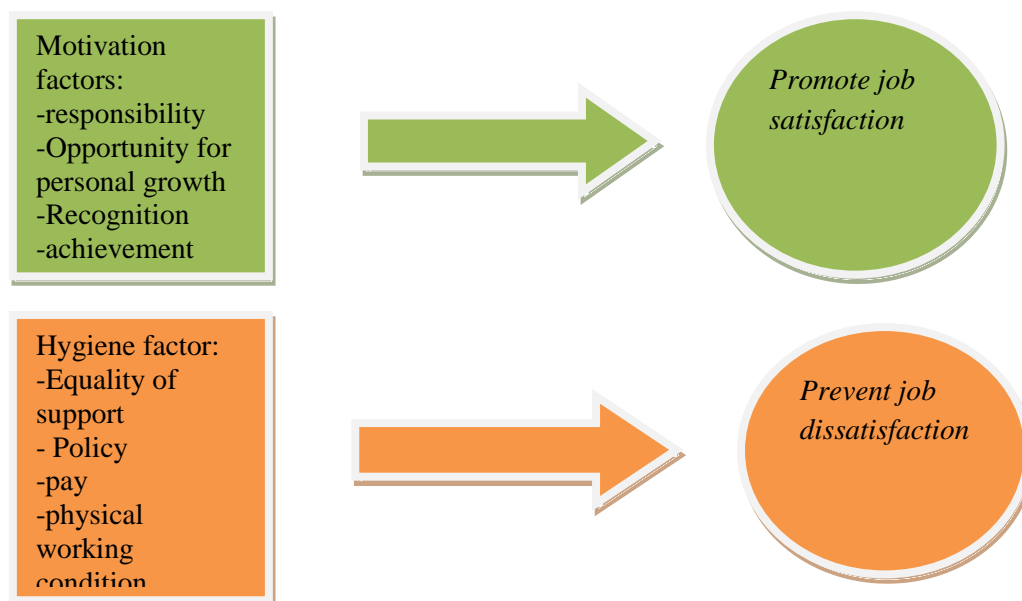 Motivation
factors:
-responsibility
-Opportunity for
personal growth
-Recognition
-achievement
Promote job
satisfaction
Hygiene factor:
-Equality of
support
- Policy
-pay
-physical
working
condition
Prevent job
dissatisfaction